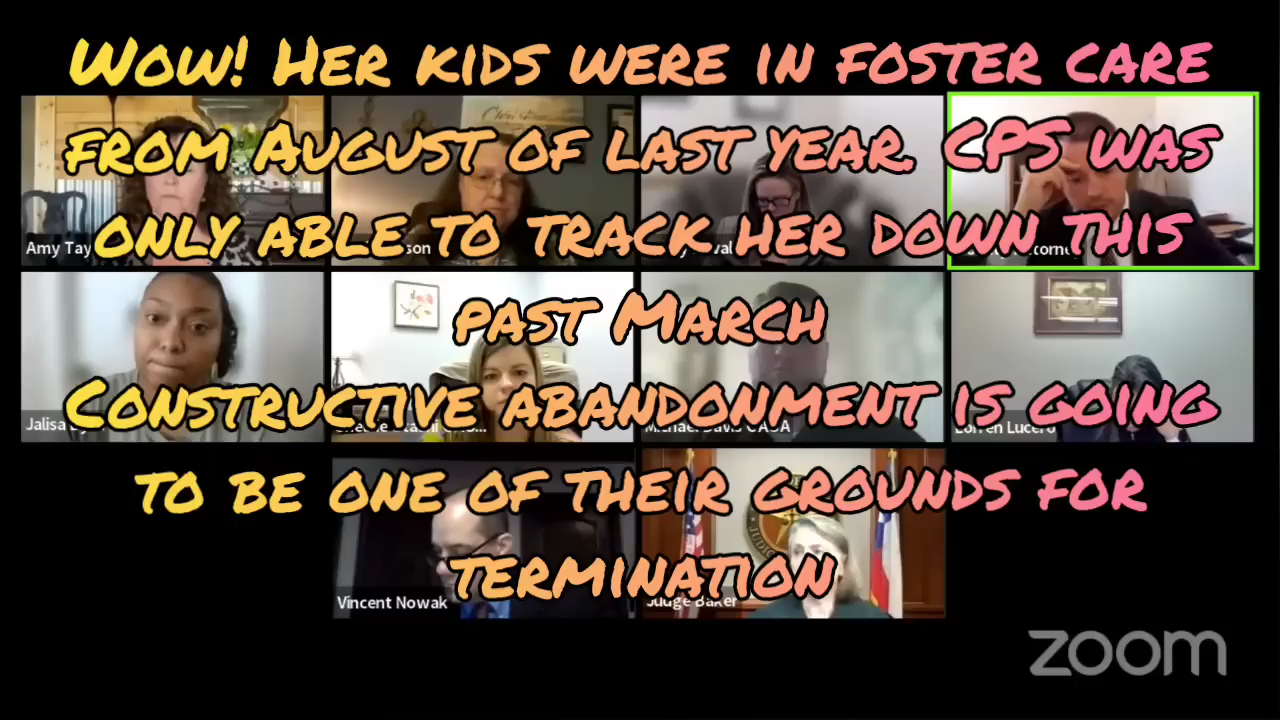 Wow! Her kids were in foster care
from August of last year. CPS was
only able to track her down this
past March
Constructive abandonment is going
to be one of their grounds for
termination
Amy Tay
son
Jalisa
Michael Davis CASA
Lorren Lucero
Vincent Nowak
Judge Baker
zoom